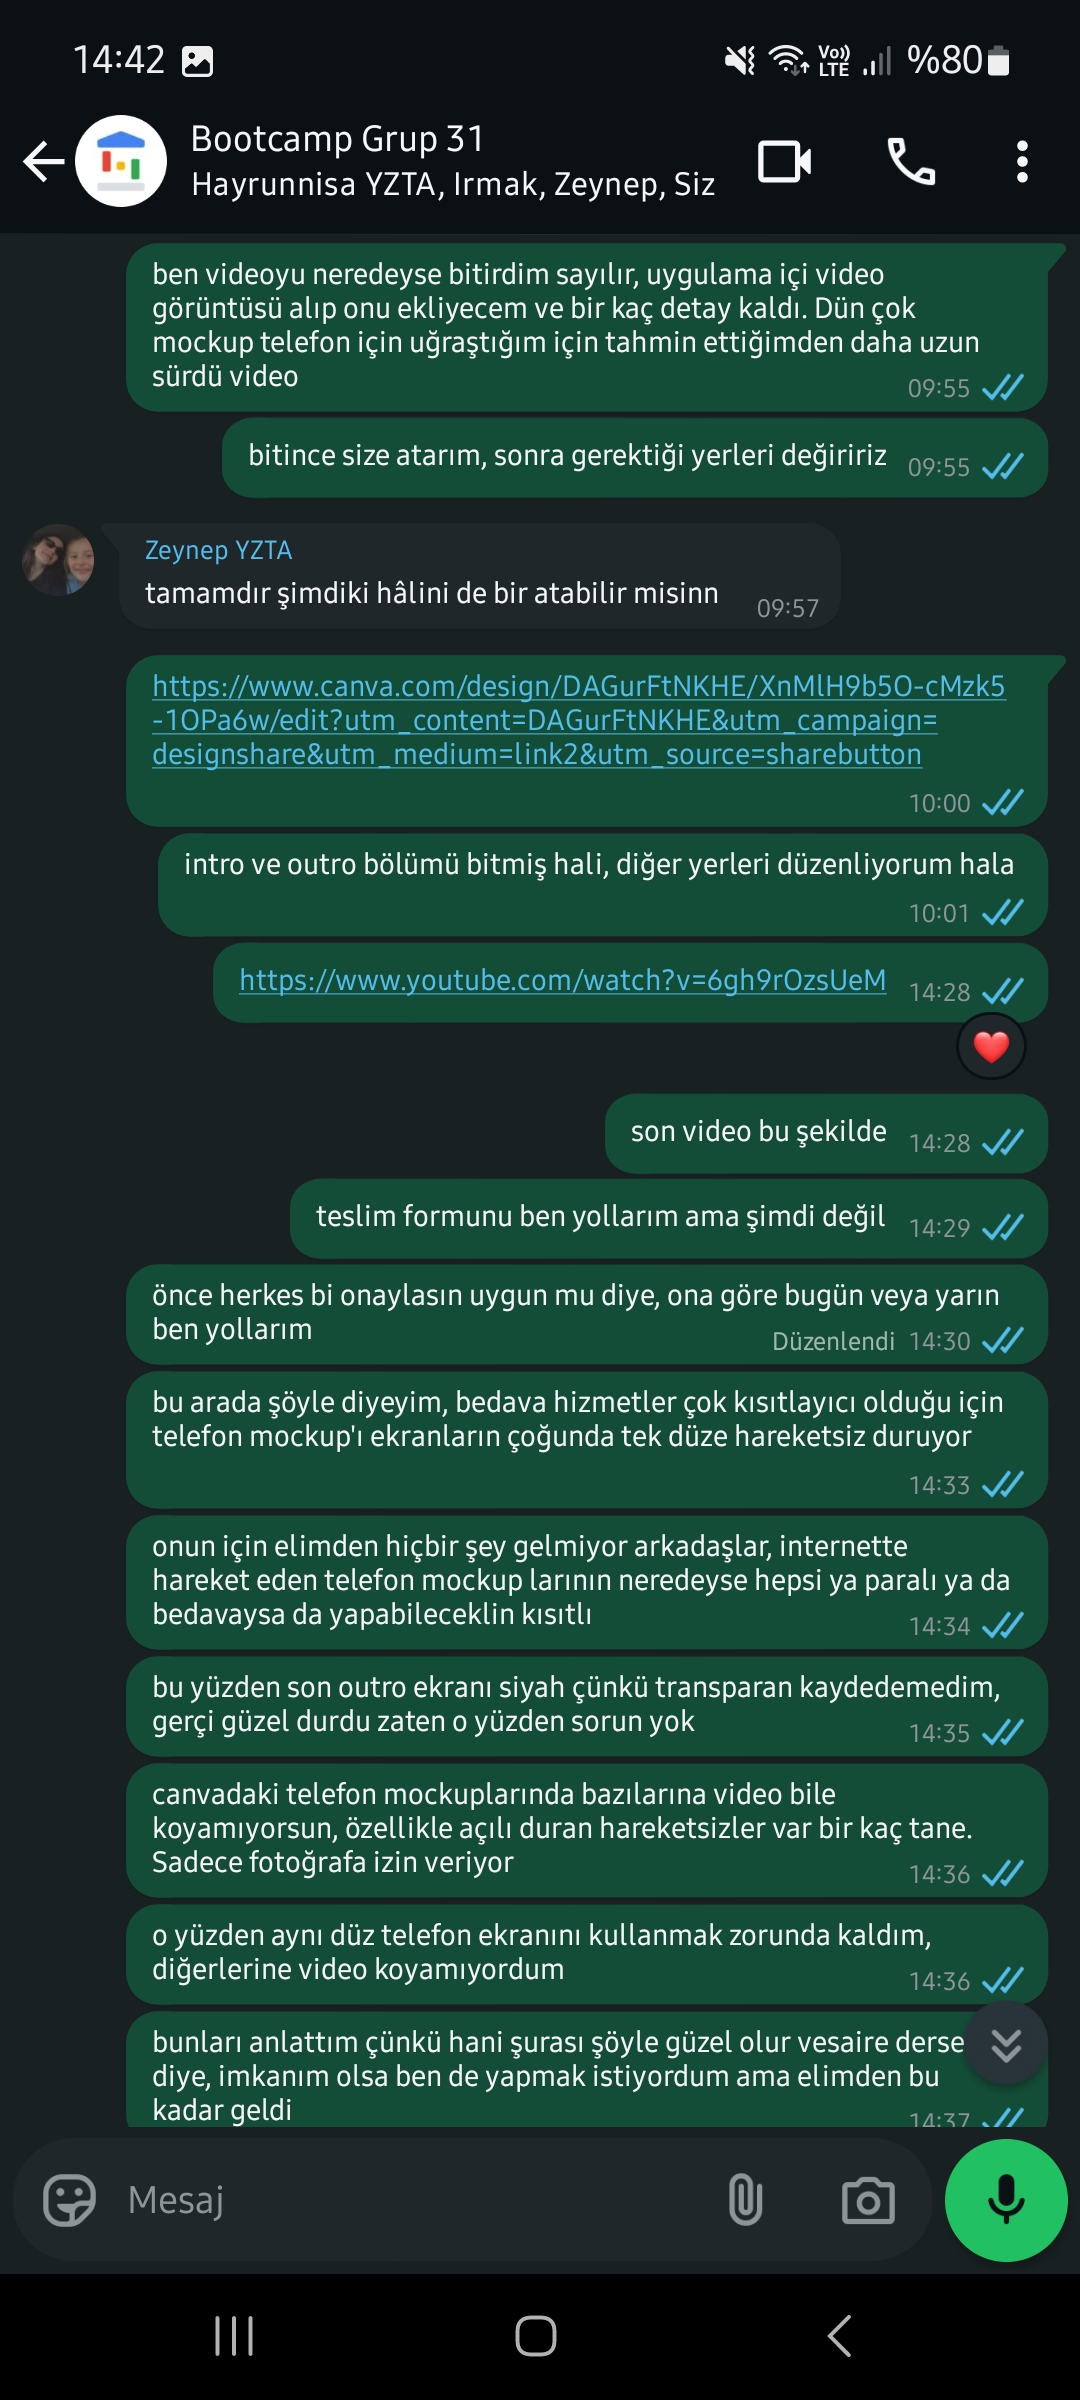 14:42
Vo)) LTE
%80
Bootcamp Grup 31
Hayrunnisa YZTA, Irmak, Zeynep, Siz
ben videoyu neredeyse bitirdim sayılır, uygulama içi video
görüntüsü alıp onu ekliyecem ve bir kaç detay kaldı. Dün çok
mockup telefon için uğraştığım için tahmin ettiğimden daha uzun
sürdü video
09:55
bitince size atarım, sonra gerektiği yerleri değiririz
09:55
Zeynep YZTA
tamamdır şimdiki hâlini de bir atabilir misinn
09:57
https://www.canva.com/design/DAGurFtNKHE/XnMlH9b5O-cMzk5
-1OPa6w/edit?utm_content=DAGurFtNKHE&utm_campaign=
designshare&utm_medium=link2&utm_source=sharebutton
10:00
intro ve outro bölümü bitmiş hali, diğer yerleri düzenliyorum hala
10:01
https://www.youtube.com/watch?v=6gh9rOzsUeM
14:28
son video bu şekilde
14:28
teslim formunu ben yollarım ama şimdi değil
14:29
önce herkes bi onaylasın uygun mu diye, ona göre bugün veya yarın
ben yollarım
Düzenlendi 14:30
bu arada şöyle diyeyim, bedava hizmetler çok kısıtlayıcı olduğu için
telefon mockup'ı ekranların çoğunda tek düze hareketsiz duruyor
14:33
onun için elimden hiçbir şey gelmiyor arkadaşlar, internette
hareket eden telefon mockup larının neredeyse hepsi ya paralı ya da
bedavaysa da yapabileceklin kısıtlı
14:34
bu yüzden son outro ekranı siyah çünkü transparan kaydedemedim,
gerçi güzel durdu zaten o yüzden sorun yok
14:35
canvadaki telefon mockuplarında bazılarına video bile
koyamıyorsun, özellikle açılı duran hareketsizler var bir kaç tane.
Sadece fotoğrafa izin veriyor
14:36
o yüzden aynı düz telefon ekranını kullanmak zorunda kaldım,
diğerlerine video koyamıyordum
14:36
bunları anlattım çünkü hani şurası şöyle güzel olur vesaire derse
diye, imkanım olsa ben de yapmak istiyordum ama elimden bu
kadar geldi
14:37
Mesaj